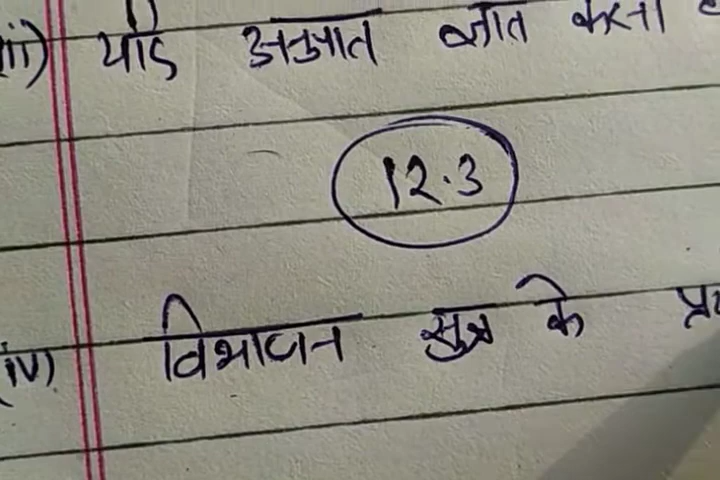 iii) यदि अनुपात ज्ञात करना
12.3
(iv) विभाजन सूत्र के